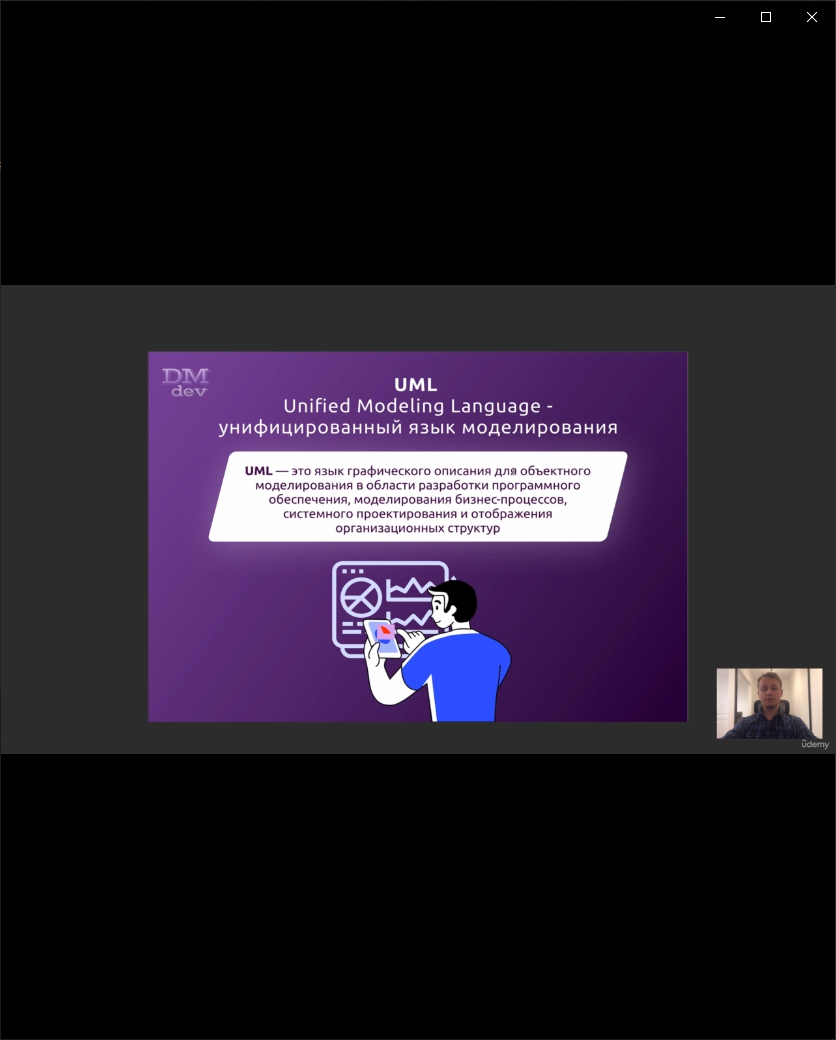 DM
dev
UML
Unified Modeling Language -
унифицированный язык моделирования
UML — это язык графического описания для объектного
моделирования в области разработки программного
обеспечения, моделирования бизнес-процессов,
системного проектирования и отображения
организационных структур
ûdemy